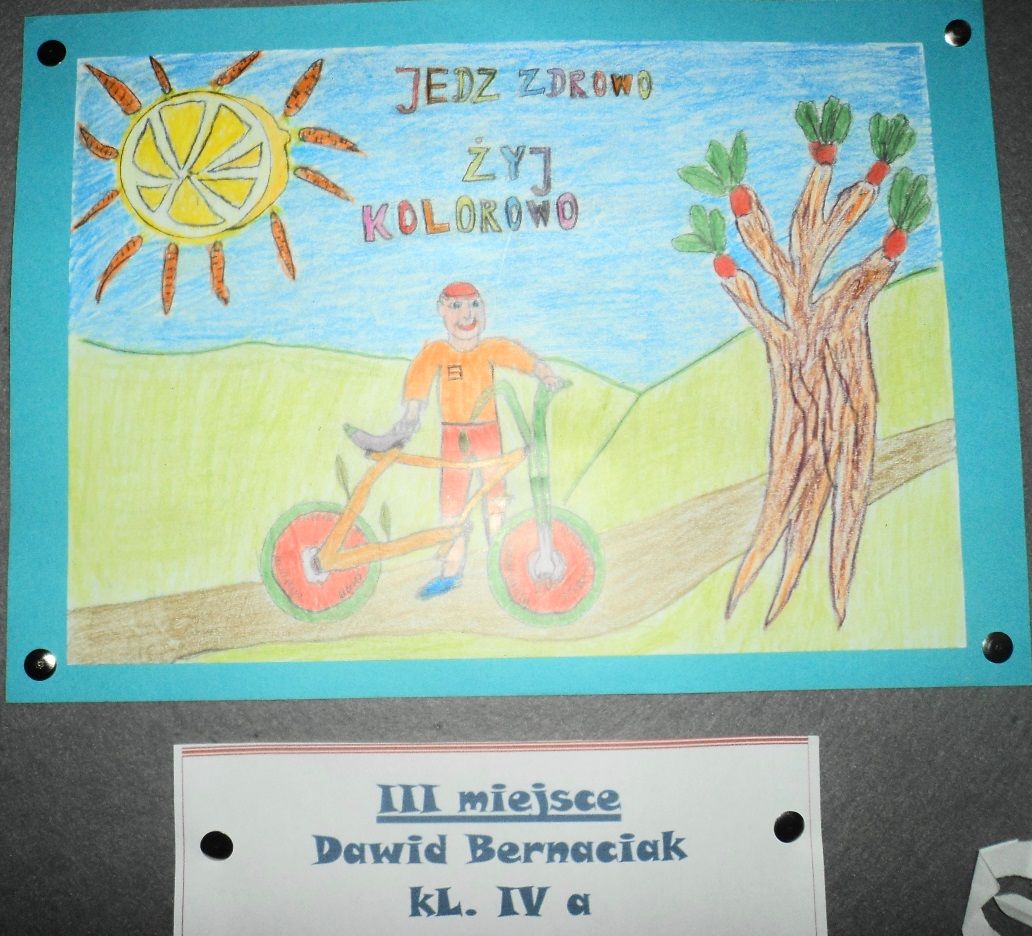 JEDZ ZDROWO
ŻYJ
KOLOROWO
III miejsce
Dawid Bernaciak
kL. IV a